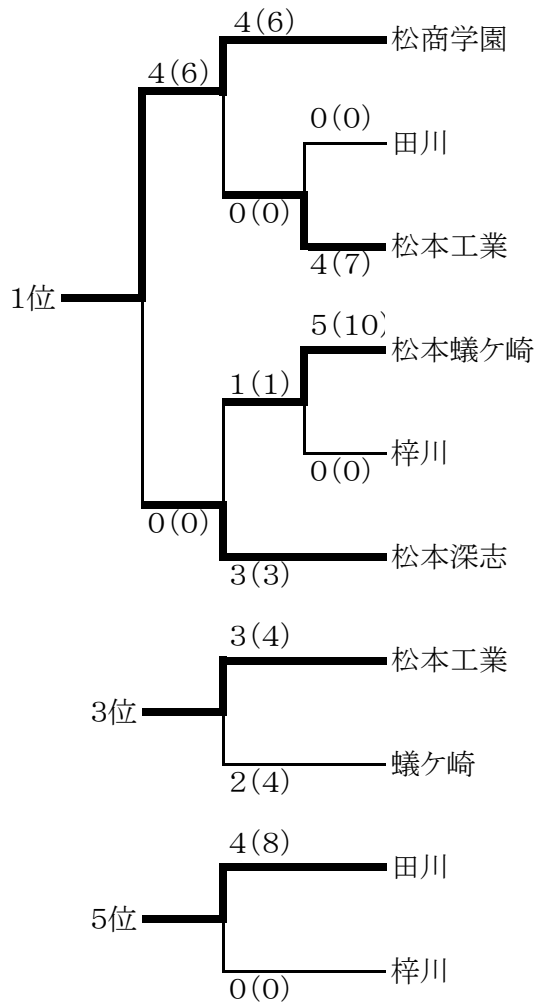 4(6)
松商学園
4(6)
0(0)
田川
0(0)
松本工業
4(7)
1位
5(10)
松本蟻ケ崎
1(1)
梓川
0(0)
0(0)
松本深志
3(3)
3(4)
松本工業
3位
蟻ケ崎
2(4)
4(8)
田川
5位
梓川
0(0)